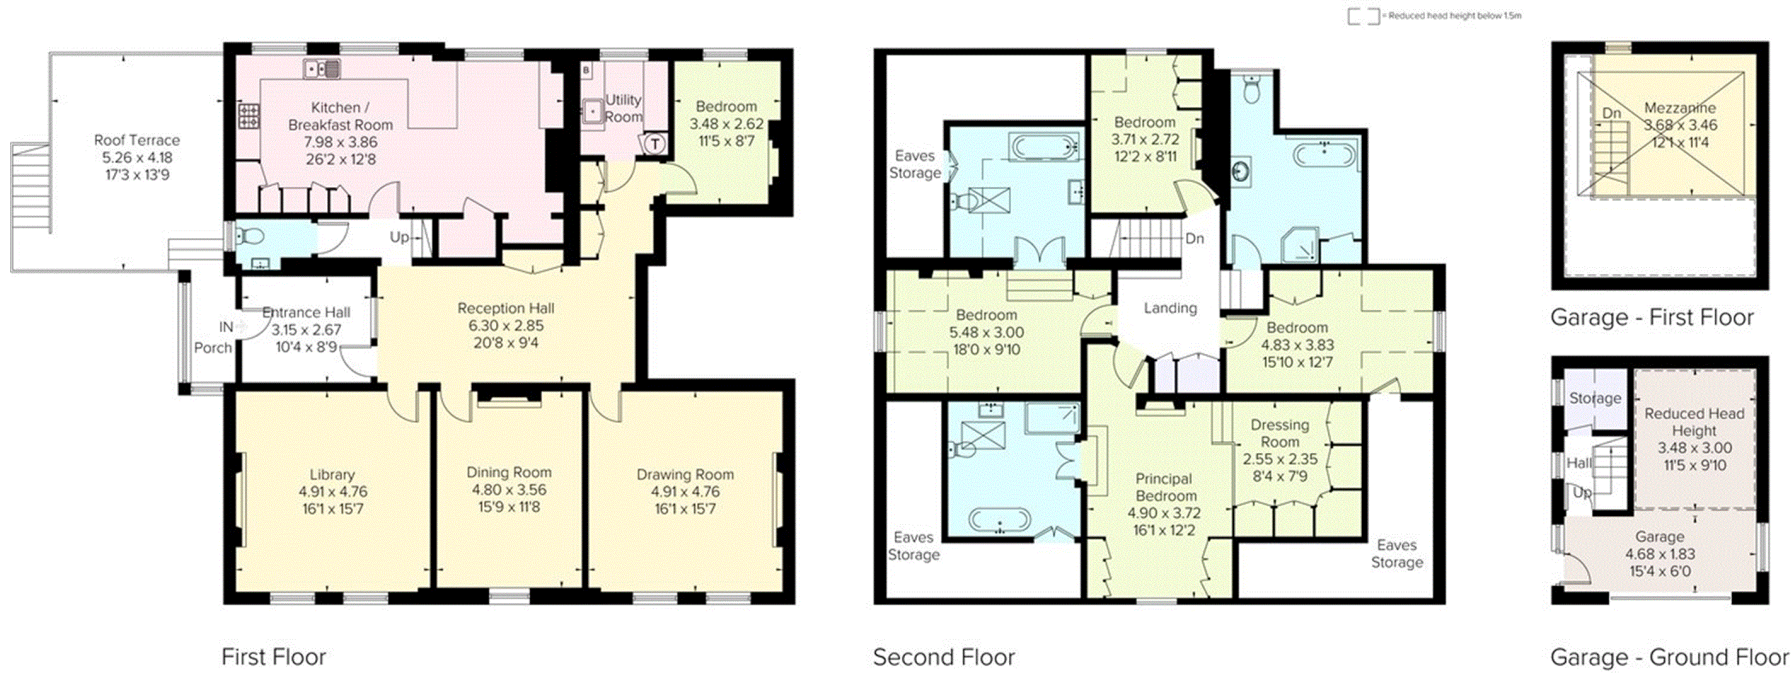 = Reduced head height below 1.5m
Roof Terrace
5.26 x 4.18
17'3 x 13'9
Kitchen /
Breakfast Room
7.98 x 3.86
26'2 x 12'8
B
Utility
Room
T
Bedroom
3.48 x 2.62
11'5 x 8'7
Up
IN
Porch
Entrance Hall
3.15 x 2.67
10'4 x 8'9
Reception Hall
6.30 x 2.85
20'8 x 9'4
Library
4.91 x 4.76
16'1 x 15'7
Dining Room
4.80 x 3.56
15'9 x 11'8
Drawing Room
4.91 x 4.76
16'1 x 15'7
First Floor
Eaves
Storage
Bedroom
3.71 x 2.72
12'2 x 8'11
Dn
Bedroom
5.48 x 3.00
18'0 x 9'10
Landing
Bedroom
4.83 x 3.83
15'10 x 12'7
Dressing
Room
2.55 x 2.35
8'4 x 7'9
Principal
Bedroom
4.90 x 3.72
16'1 x 12'2
Eaves
Storage
Eaves
Storage
Second Floor
Dn
Mezzanine
3.68 x 3.46
12'1 x 11'4
Garage - First Floor
Storage
Reduced Head
Height
3.48 x 3.00
11'5 x 9'10
Hall
Up
Garage
4.68 x 1.83
15'4 x 6'0
Garage - Ground Floor